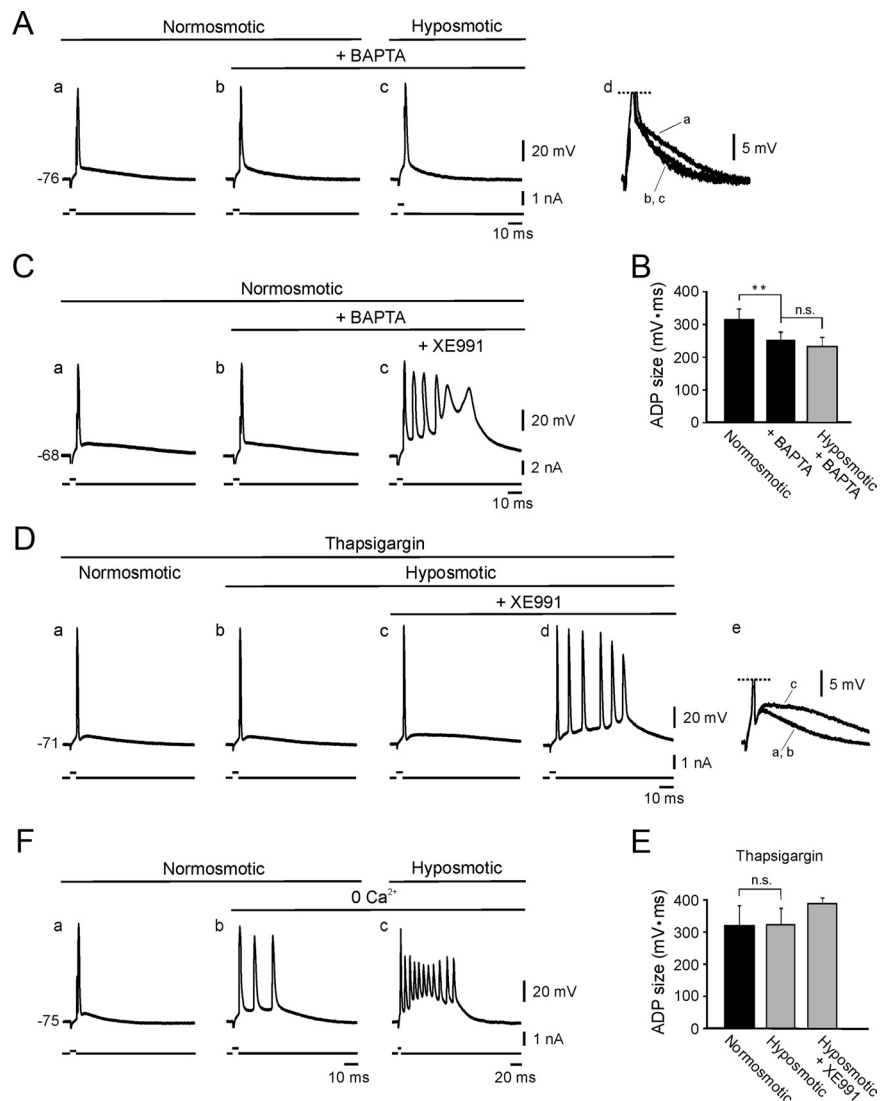 A
Normosmotic Hyposmotic
+ BAPTA
a b c d
a
b, c
-76
20 mV
1 nA
10 ms
5 mV
C
Normosmotic
+ BAPTA
+ XE991
a b c
-68
20 mV
2 nA
10 ms
B
ADP size (mV•ms)
400
300
200
100
0
**
n.s.
Normosmotic
+ BAPTA
Hyposmotic
+ BAPTA
D
Thapsigargin
Normosmotic Hyposmotic
+ XE991
a b c d e
-71
20 mV
1 nA
10 ms
5 mV
c
a, b
F
Normosmotic Hyposmotic
0 Ca²⁺
a b c
-75
20 mV
1 nA
10 ms 20 ms
E
Thapsigargin
ADP size (mV•ms)
400
300
200
100
0
n.s.
Normosmotic
Hyposmotic
Hyposmotic
+ XE991